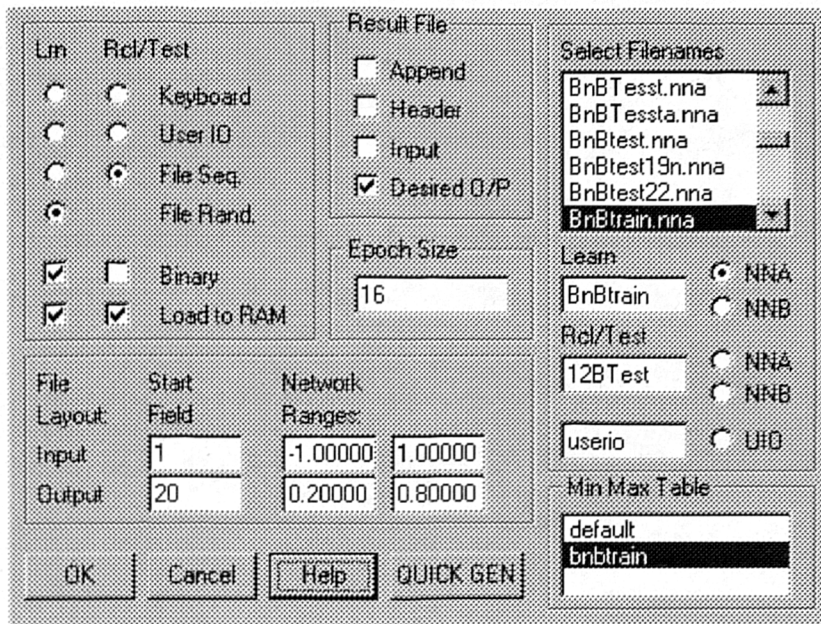 Lrn Rcl/Test
Keyboard
User IO
File Seq.
File Rand.
Binary
Load to RAM
Result File
Append
Header
Input
Desired O/P
Epoch Size
16
Select Filenames
BnBTesst.nna
BnBTessta.nna
BnBtest.nna
BnBtest19n.nna
BnBtest22.nna
BnBtrain.nna
Learn
BnBtrain
NNA
NNB
Rcl/Test
12BTest
NNA
NNB
userio
UIO
File Start Network
Layout: Field Ranges:
Input 1 -1.00000 1.00000
Output 20 0.20000 0.80000
Min Max Table
default
bnbtrain
OK Cancel Help QUICK GEN